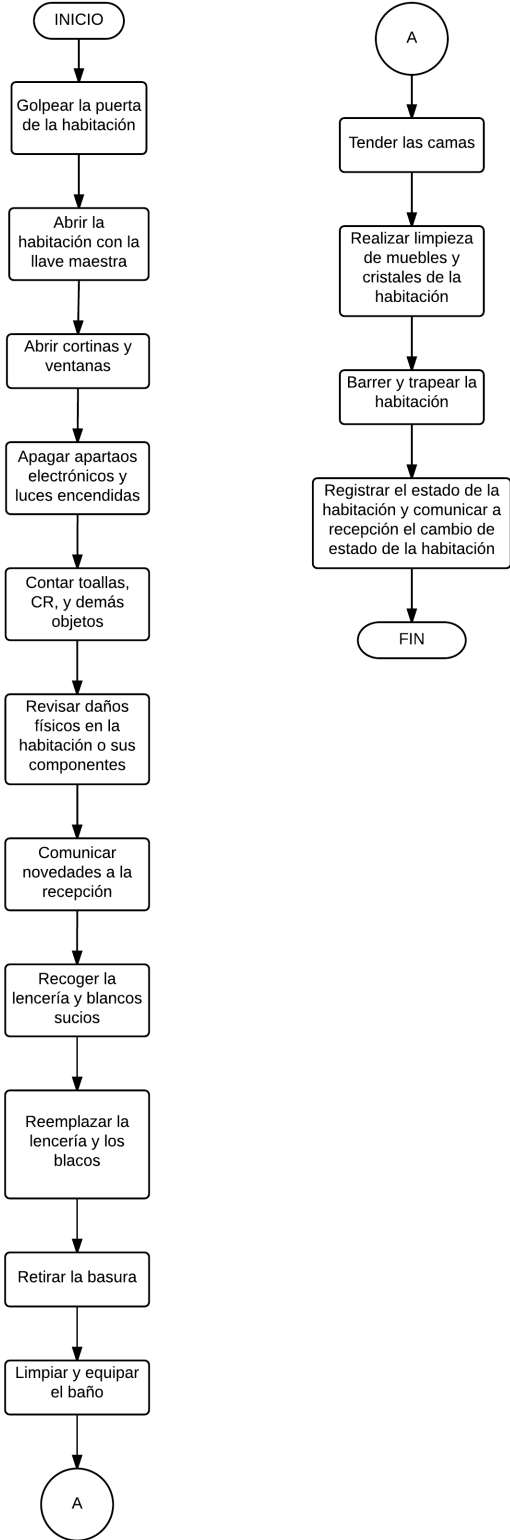 INICIO
Golpear la puerta
de la habitación
Abrir la
habitación con la
llave maestra
Abrir cortinas y
ventanas
Apagar apartaos
electrónicos y
luces encendidas
Contar toallas,
CR, y demás
objetos
Revisar daños
físicos en la
habitación o sus
componentes
Comunicar
novedades a la
recepción
Recoger la
lencería y blancos
sucios
Reemplazar la
lencería y los
blacos
Retirar la basura
Limpiar y equipar
el baño
A
A
Tender las camas
Realizar limpieza
de muebles y
cristales de la
habitación
Barrer y trapear la
habitación
Registrar el estado de la
habitación y comunicar a
recepción el cambio de
estado de la habitación
FIN